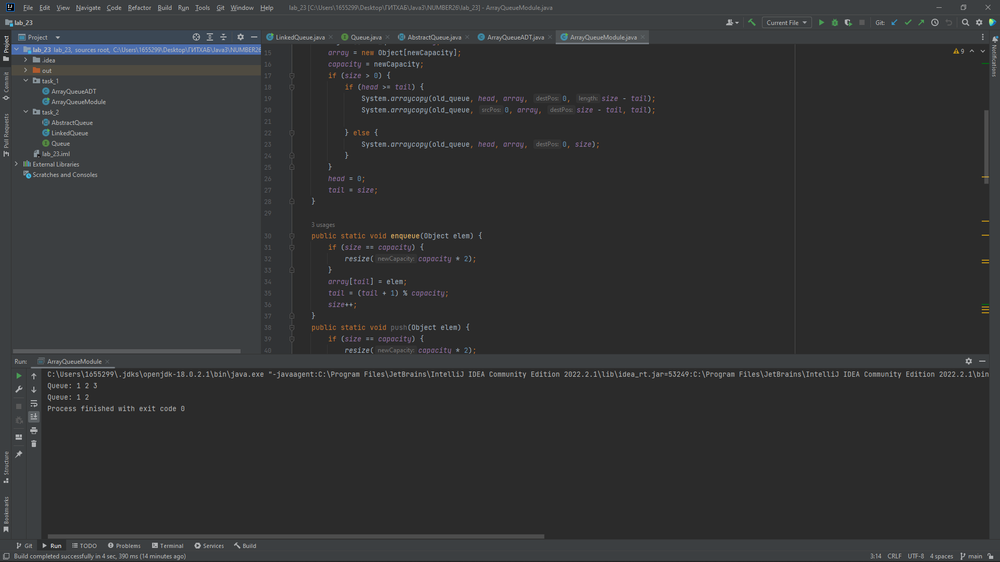 File Edit View Navigate Code Refactor Build Run Tools Git Window Help lab_23 [C:\Users\1655299\Desktop\ГИТХАБ\Java3\NUMBER26\lab_23] - ArrayQueueModule.java
lab_23 Current File Git:
Project
LinkedQueue.java Queue.java AbstractQueue.java ArrayQueueADT.java ArrayQueueModule.java
lab_23 lab_23, sources root, C:\Users\1655299\Desktop\ГИТХАБ\Java3\NUMBER26
.idea
out
task_1
ArrayQueueADT
ArrayQueueModule
task_2
AbstractQueue
LinkedQueue
Queue
lab_23.iml
External Libraries
Scratches and Consoles
Project
Commit
Pull Requests
Structure
Bookmarks
Notifications
9
15 array = new Object[newCapacity];
16 capacity = newCapacity;
17 if (size > 0) {
18 if (head >= tail) {
19 System.arraycopy(old_queue, head, array, destPos: 0, length: size - tail);
20 System.arraycopy(old_queue, srcPos: 0, array, destPos: size - tail, tail);
21
22 } else {
23 System.arraycopy(old_queue, head, array, destPos: 0, size);
24 }
25 }
26 head = 0;
27 tail = size;
28 }
29
3 usages
30 public static void enqueue(Object elem) {
31 if (size == capacity) {
32 resize( newCapacity: capacity * 2);
33 }
34 array[tail] = elem;
35 tail = (tail + 1) % capacity;
36 size++;
37 }
38 public static void push(Object elem) {
39 if (size == capacity) {
40 resize( newCapacity: capacity * 2);
Run: ArrayQueueModule
C:\Users\1655299\.jdks\openjdk-18.0.2.1\bin\java.exe "-javaagent:C:\Program Files\JetBrains\IntelliJ IDEA Community Edition 2022.2.1\lib\idea_rt.jar=53249:C:\Program Files\JetBrains\IntelliJ IDEA Community Edition 2022.2.1\bin
Queue: 1 2 3
Queue: 1 2
Process finished with exit code 0
Git Run TODO Problems Terminal Services Build
Build completed successfully in 4 sec, 390 ms (14 minutes ago) 3:14 CRLF UTF-8 4 spaces main